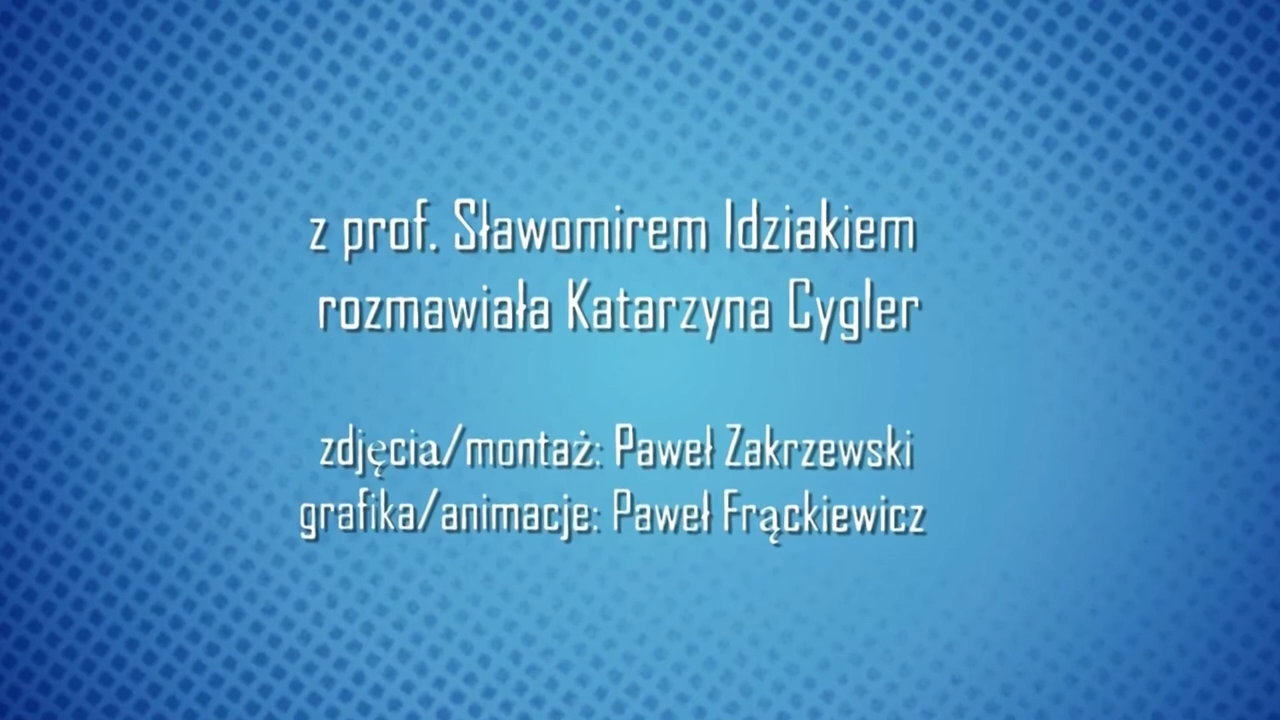 z prof. Sławomirem Idziakiem
rozmawiała Katarzyna Cygler
zdjęcia/montaż: Paweł Zakrzewski
grafika/animacje: Paweł Frąckiewicz